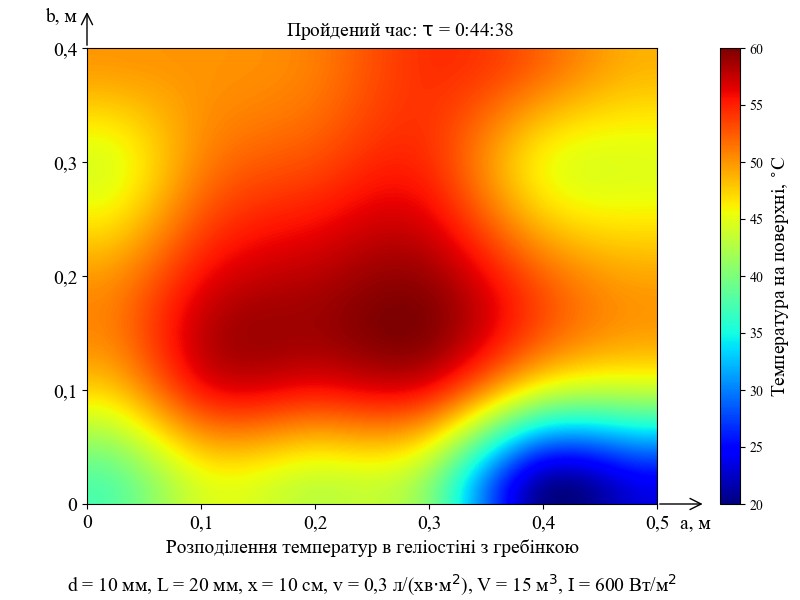 b, м
Пройдений час: τ = 0:44:38
0,4
0,3
0,2
0,1
0
0 0,1 0,2 0,3 0,4 0,5 a, м
60
55
50
45
40
35
30
25
20
Температура на поверхні, °C
Розподілення температур в геліостіні з гребінкою
d = 10 мм, L = 20 мм, x = 10 см, v = 0,3 л/(хв·м²), V = 15 м³, I = 600 Вт/м²